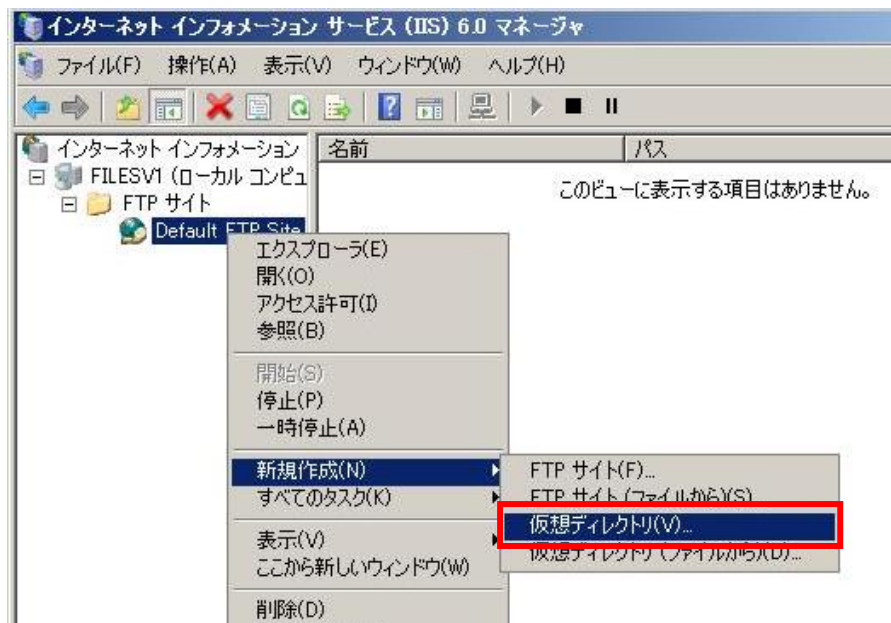 インターネット インフォメーション サービス (IIS) 6.0 マネージャ
ファイル(F) 操作(A) 表示(V) ウィンドウ(W) ヘルプ(H)
インターネット インフォメーション
名前 パス
FILESV1 (ローカル コンピュ
このビューに表示する項目はありません。
FTP サイト
Default FTP Site
エクスプローラ(E)
開く(O)
アクセス許可(I)
参照(B)
開始(S)
停止(P)
一時停止(A)
新規作成(N)
すべてのタスク(K)
表示(V)
ここから新しいウィンドウ(W)
削除(D)
FTP サイト(F)...
FTP サイト (ファイルから)(S)...
仮想ディレクトリ(V)...
仮想ディレクトリ (ファイルから)(D)...